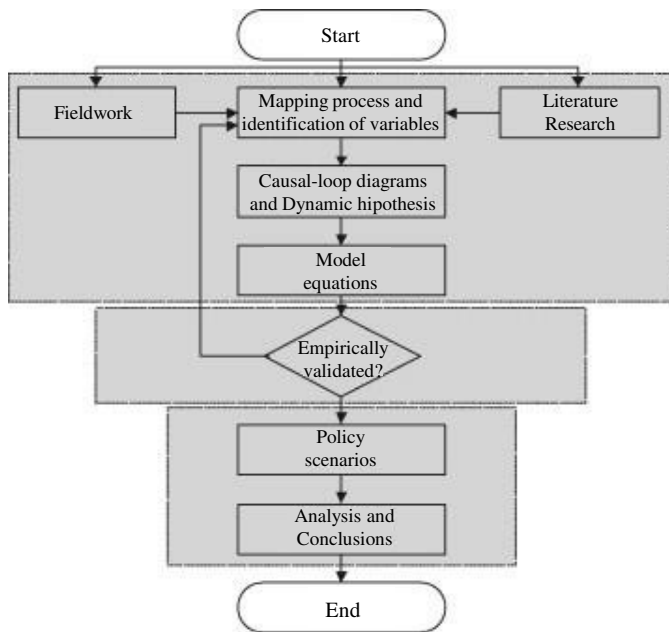 Start
Fieldwork
Mapping process and
identification of variables
Literature
Research
Causal-loop diagrams
and Dynamic hipothesis
Model
equations
Empirically
validated?
Policy
scenarios
Analysis and
Conclusions
End